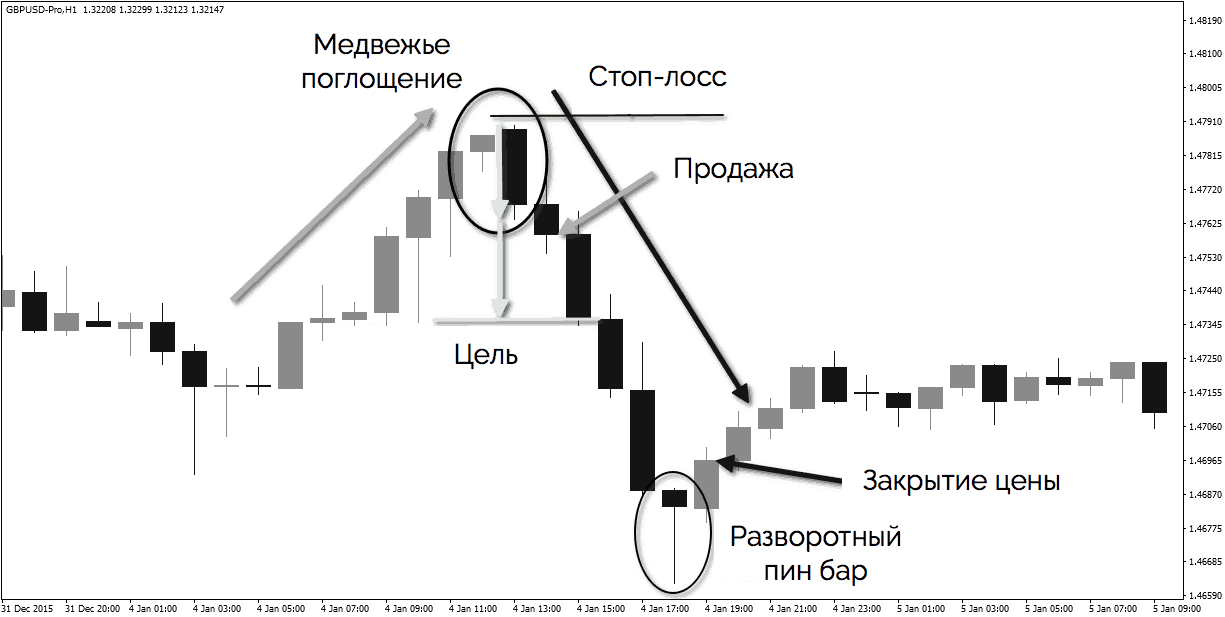 GBPUSD-Pro,H1 1.32208 1.32299 1.32123 1.32147
Медвежье
поглощение
Стоп-лосс
Продажа
Цель
Закрытие цены
Разворотный
пин бар
1.48190
1.48100
1.48005
1.47910
1.47815
1.47720
1.47625
1.47530
1.47440
1.47345
1.47250
1.47155
1.47060
1.46965
1.46870
1.46775
1.46685
1.46590
31 Dec 2015 31 Dec 20:00 4 Jan 01:00 4 Jan 03:00 4 Jan 05:00 4 Jan 07:00 4 Jan 09:00 4 Jan 11:00 4 Jan 13:00 4 Jan 15:00 4 Jan 17:00 4 Jan 19:00 4 Jan 21:00 4 Jan 23:00 5 Jan 01:00 5 Jan 03:00 5 Jan 05:00 5 Jan 07:00 5 Jan 09:00